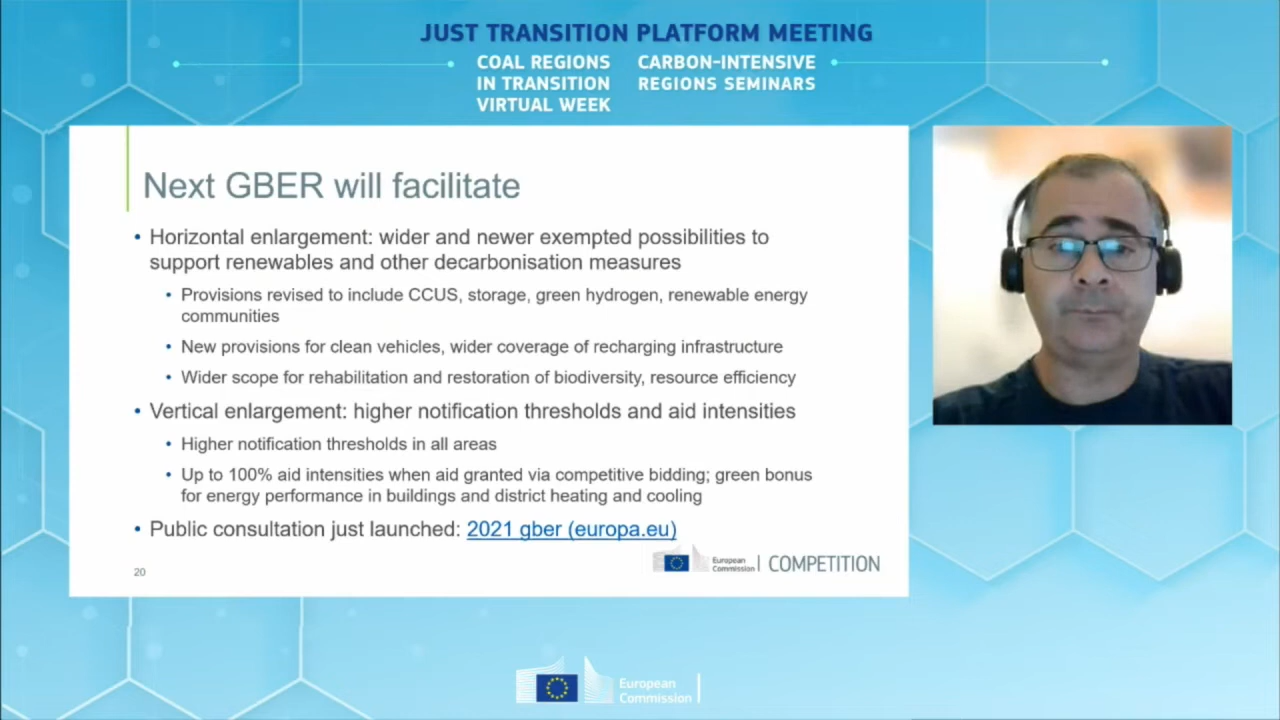 JUST TRANSITION PLATFORM MEETING
COAL REGIONS
IN TRANSITION
VIRTUAL WEEK
CARBON-INTENSIVE
REGIONS SEMINARS
Next GBER will facilitate
• Horizontal enlargement: wider and newer exempted possibilities to
support renewables and other decarbonisation measures
• Provisions revised to include CCUS, storage, green hydrogen, renewable energy
communities
• New provisions for clean vehicles, wider coverage of recharging infrastructure
• Wider scope for rehabilitation and restoration of biodiversity, resource efficiency
• Vertical enlargement: higher notification thresholds and aid intensities
• Higher notification thresholds in all areas
• Up to 100% aid intensities when aid granted via competitive bidding; green bonus
for energy performance in buildings and district heating and cooling
• Public consultation just launched: 2021 gber (europa.eu)
20
European
Commission
COMPETITION
European
Commission